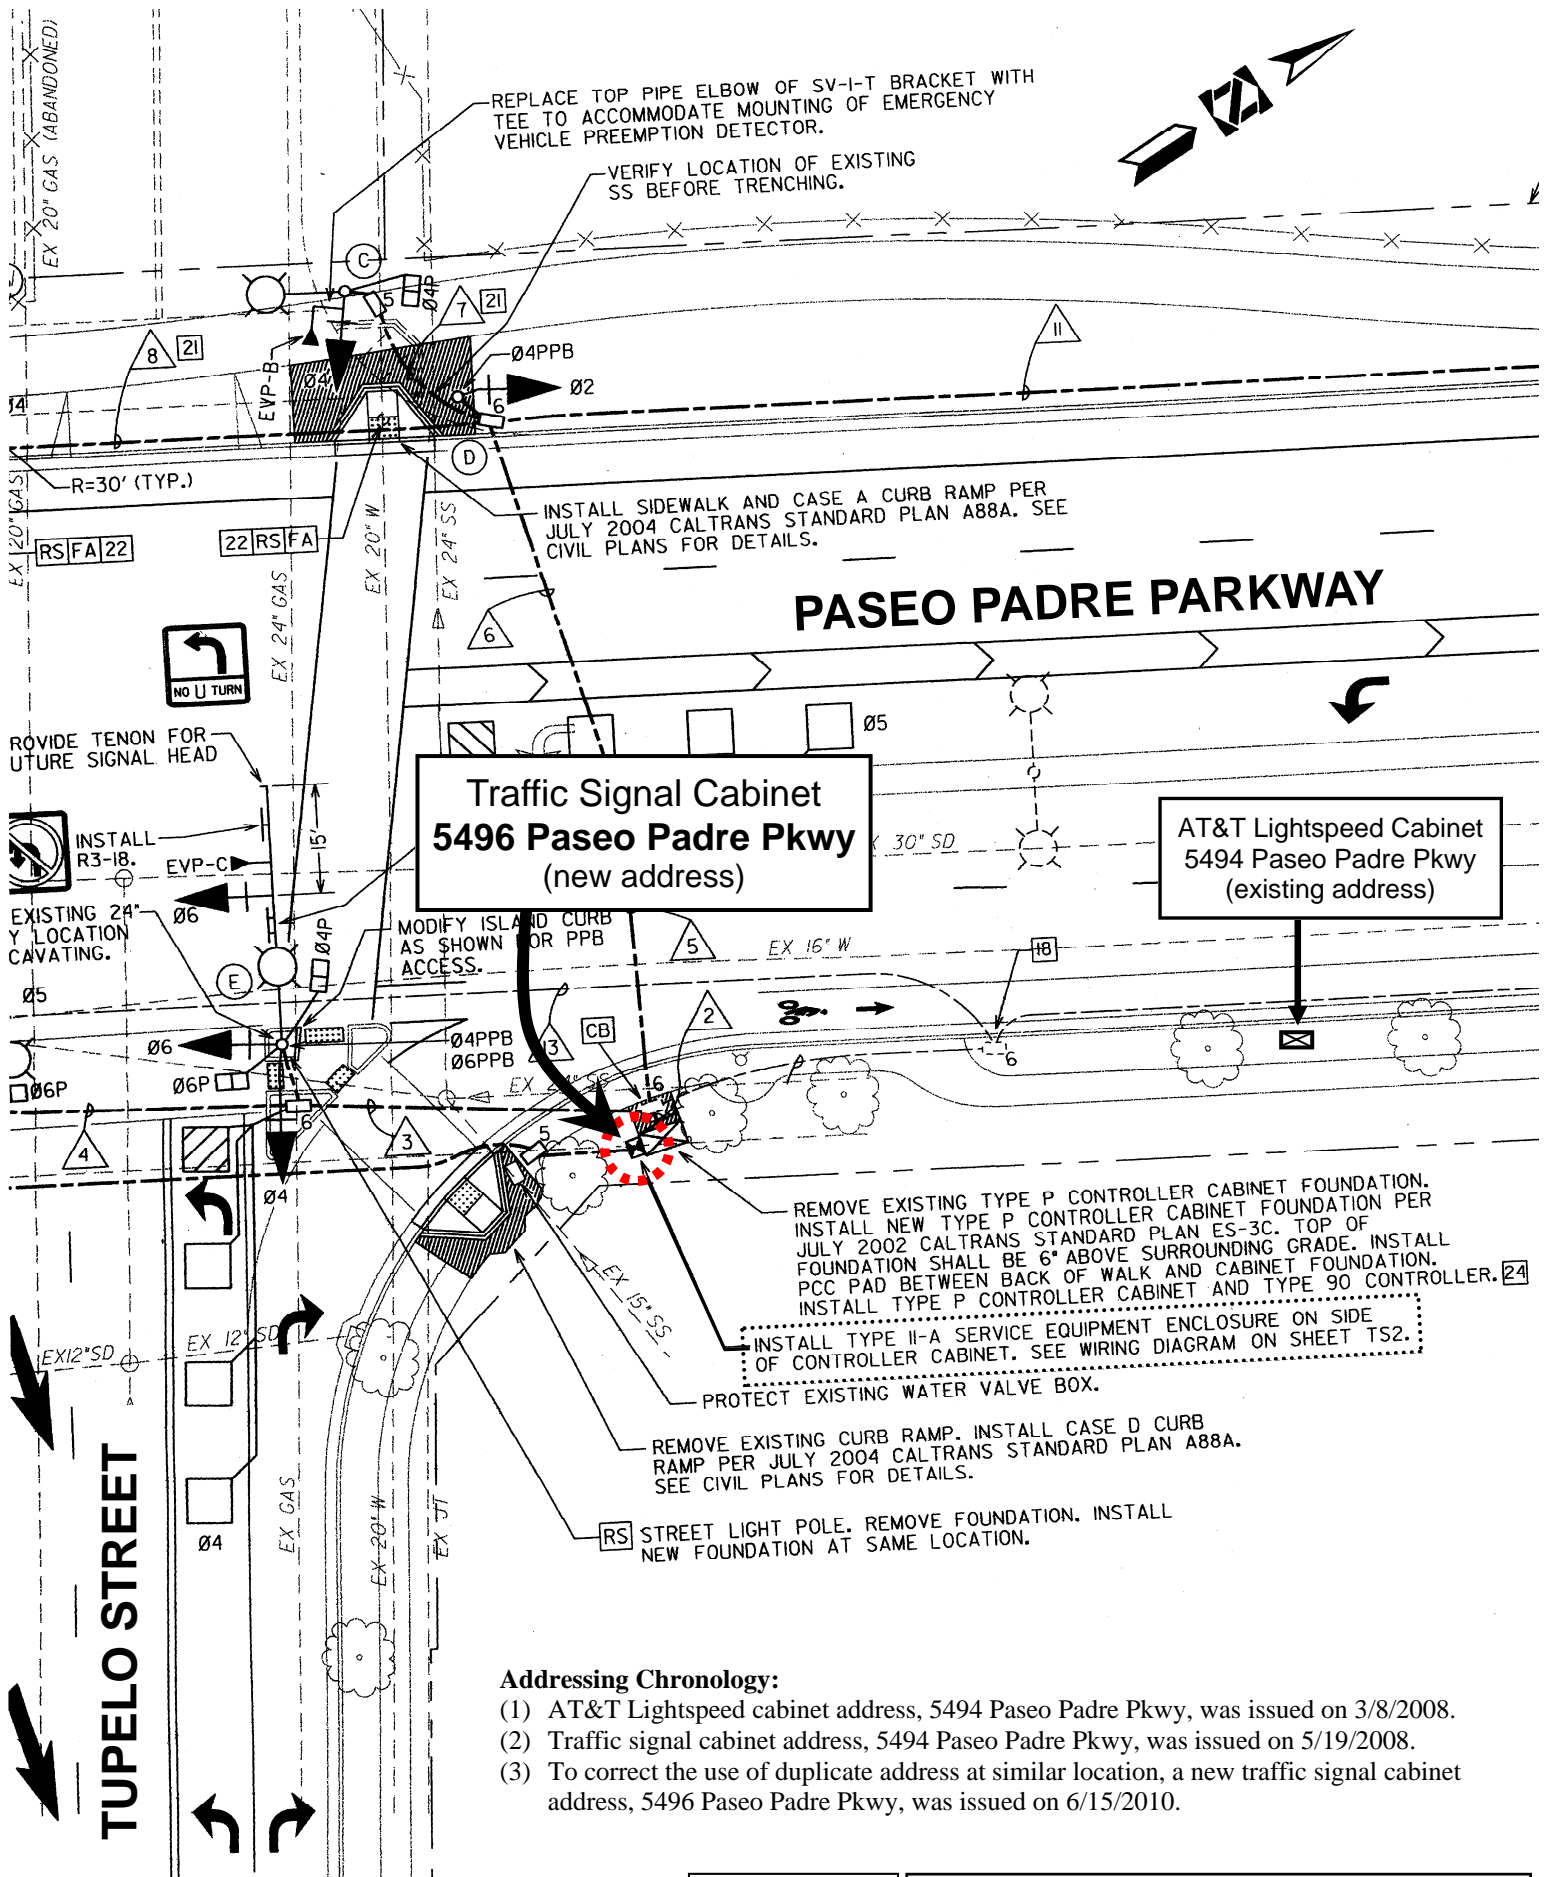 EX 20" GAS (ABANDONED)
REPLACE TOP PIPE ELBOW OF SV-1-T BRACKET WITH
TEE TO ACCOMMODATE MOUNTING OF EMERGENCY
VEHICLE PREEMPTION DETECTOR.
VERIFY LOCATION OF EXISTING
SS BEFORE TRENCHING.
C
5
Ø4P
7
21
8
21
11
EVP-B
Ø4
Ø4PPB
Ø2
6
D
R=30' (TYP.)
EX 20" GAS
RS FA 22
22 RS FA
EX 20" W
EX 24" SS
EX 24" GAS
INSTALL SIDEWALK AND CASE A CURB RAMP PER
JULY 2004 CALTRANS STANDARD PLAN A88A. SEE
CIVIL PLANS FOR DETAILS.
PASEO PADRE PARKWAY
6
NO U TURN
ROVIDE TENON FOR
UTURE SIGNAL HEAD
Ø5
Traffic Signal Cabinet
5496 Paseo Padre Pkwy
(new address)
AT&T Lightspeed Cabinet
5494 Paseo Padre Pkwy
(existing address)
30" SD
INSTALL
R3-18.
15'
EVP-C
Ø6
EXISTING 24"
Y LOCATION
CAVATING.
Ø4P
MODIFY ISLAND CURB
AS SHOWN FOR PPB
ACCESS.
5
EX 16" W
18
E
Ø5
Ø6
Ø4PPB
Ø6PPB
13
CB
2
6
Ø6P
Ø6P
EX 24" SS
6
6
4
3
5
Ø4
REMOVE EXISTING TYPE P CONTROLLER CABINET FOUNDATION.
INSTALL NEW TYPE P CONTROLLER CABINET FOUNDATION PER
JULY 2002 CALTRANS STANDARD PLAN ES-3C. TOP OF
FOUNDATION SHALL BE 6" ABOVE SURROUNDING GRADE. INSTALL
PCC PAD BETWEEN BACK OF WALK AND CABINET FOUNDATION.
INSTALL TYPE P CONTROLLER CABINET AND TYPE 90 CONTROLLER. 24
EX 15" SS
INSTALL TYPE II-A SERVICE EQUIPMENT ENCLOSURE ON SIDE
OF CONTROLLER CABINET. SEE WIRING DIAGRAM ON SHEET TS2.
EX12"SD
EX 12" SD
PROTECT EXISTING WATER VALVE BOX.
REMOVE EXISTING CURB RAMP. INSTALL CASE D CURB
RAMP PER JULY 2004 CALTRANS STANDARD PLAN A88A.
SEE CIVIL PLANS FOR DETAILS.
TUPELO STREET
Ø4
EX GAS
EX 20" W
EX JT
RS STREET LIGHT POLE. REMOVE FOUNDATION. INSTALL
NEW FOUNDATION AT SAME LOCATION.
Addressing Chronology:
(1) AT&T Lightspeed cabinet address, 5494 Paseo Padre Pkwy, was issued on 3/8/2008.
(2) Traffic signal cabinet address, 5494 Paseo Padre Pkwy, was issued on 5/19/2008.
(3) To correct the use of duplicate address at similar location, a new traffic signal cabinet
address, 5496 Paseo Padre Pkwy, was issued on 6/15/2010.